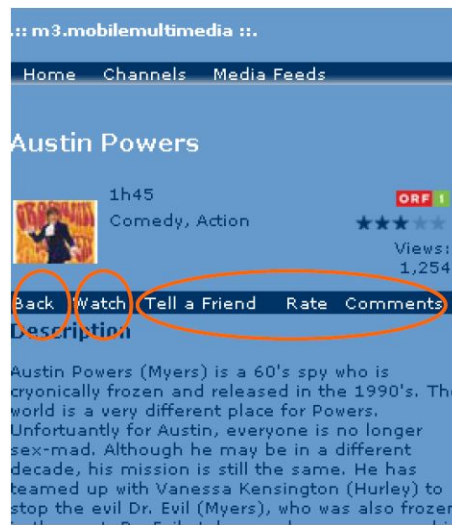 .:: m3.mobilemultimedia ::.
Home Channels Media Feeds
Austin Powers
1h45
Comedy, Action
ORF 1
Views:
1,254
Back Watch Tell a Friend Rate Comments
Description
Austin Powers (Myers) is a 60's spy who is
cryonically frozen and released in the 1990's. The
world is a very different place for Powers.
Unfortuantly for Austin, everyone is no longer
sex-mad. Although he may be in a different
decade, his mission is still the same. He has
teamed up with Vanessa Kensington (Hurley) to
stop the evil Dr. Evil (Myers), who was also frozen